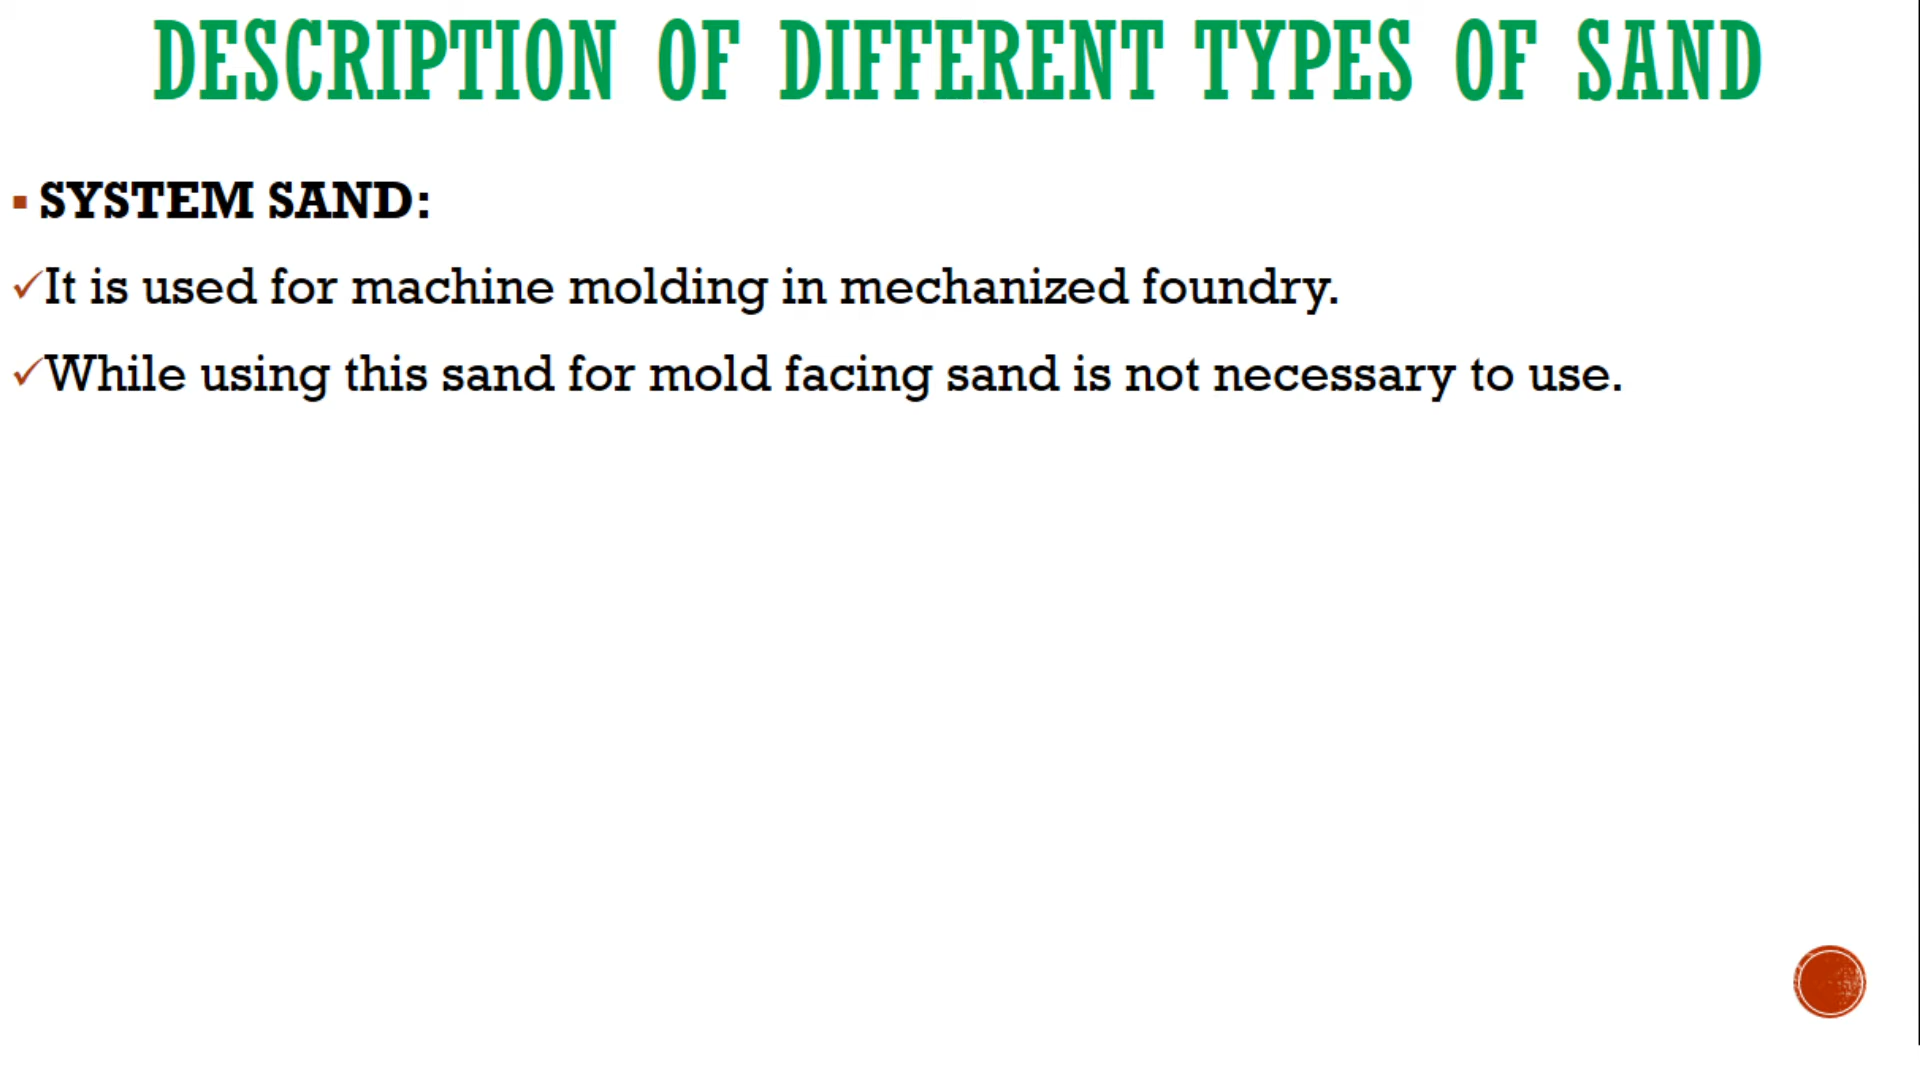 DESCRIPTION OF DIFFERENT TYPES OF SAND
▪ SYSTEM SAND:
✓It is used for machine molding in mechanized foundry.
✓While using this sand for mold facing sand is not necessary to use.